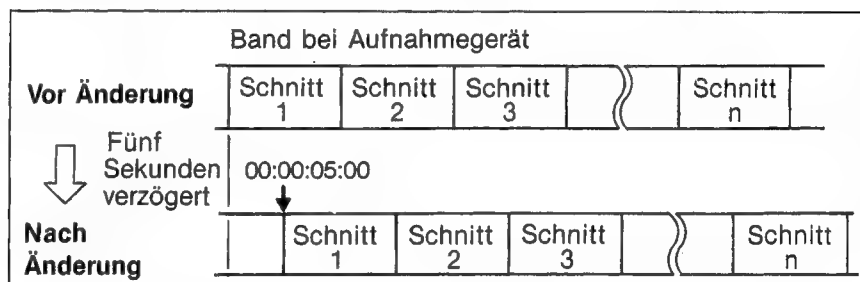 Band bei Aufnahmegerät
Vor Änderung
Schnitt 1
Schnitt 2
Schnitt 3
Schnitt n
Fünf
Sekunden
verzögert
00:00:05:00
Nach
Änderung
Schnitt 1
Schnitt 2
Schnitt 3
Schnitt n